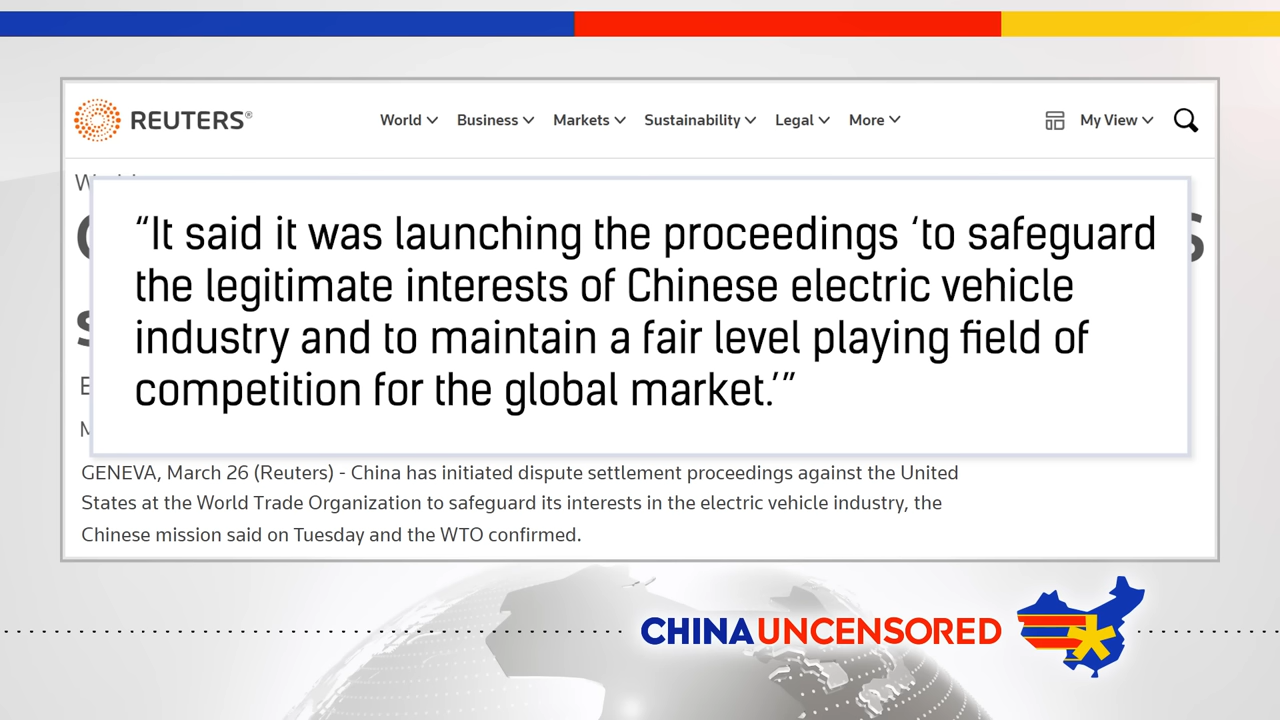 REUTERS®
World
Business
Markets
Sustainability
Legal
More
My View
“It said it was launching the proceedings ‘to safeguard
the legitimate interests of Chinese electric vehicle
industry and to maintain a fair level playing field of
competition for the global market.’”
GENEVA, March 26 (Reuters) - China has initiated dispute settlement proceedings against the United
States at the World Trade Organization to safeguard its interests in the electric vehicle industry, the
Chinese mission said on Tuesday and the WTO confirmed.
CHINA UNCENSORED